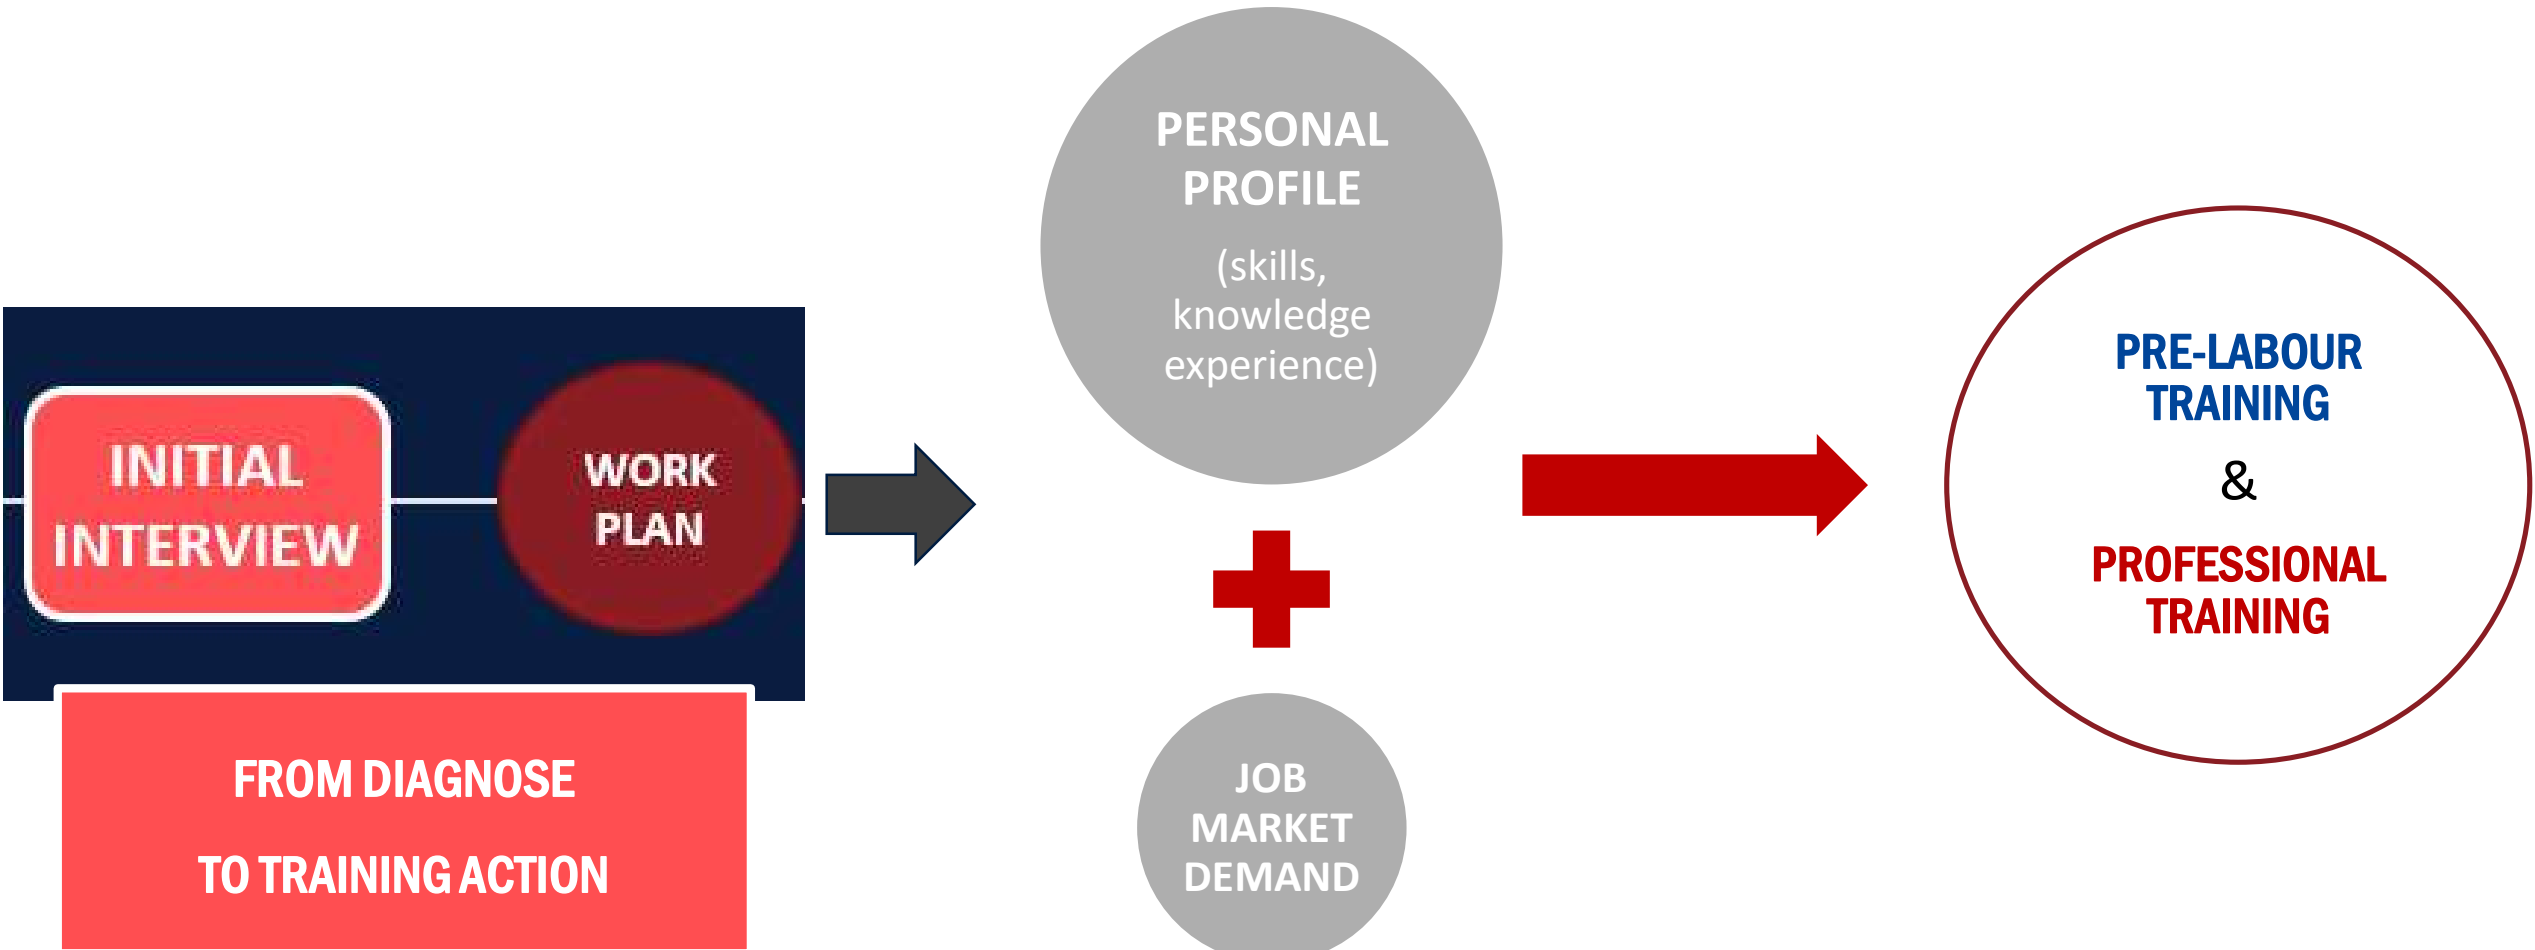 INITIAL
INTERVIEW
WORK
PLAN
FROM DIAGNOSE
TO TRAINING ACTION
PERSONAL
PROFILE
(skills,
knowledge
experience)
JOB
MARKET
DEMAND
PRE-LABOUR
TRAINING
&
PROFESSIONAL
TRAINING